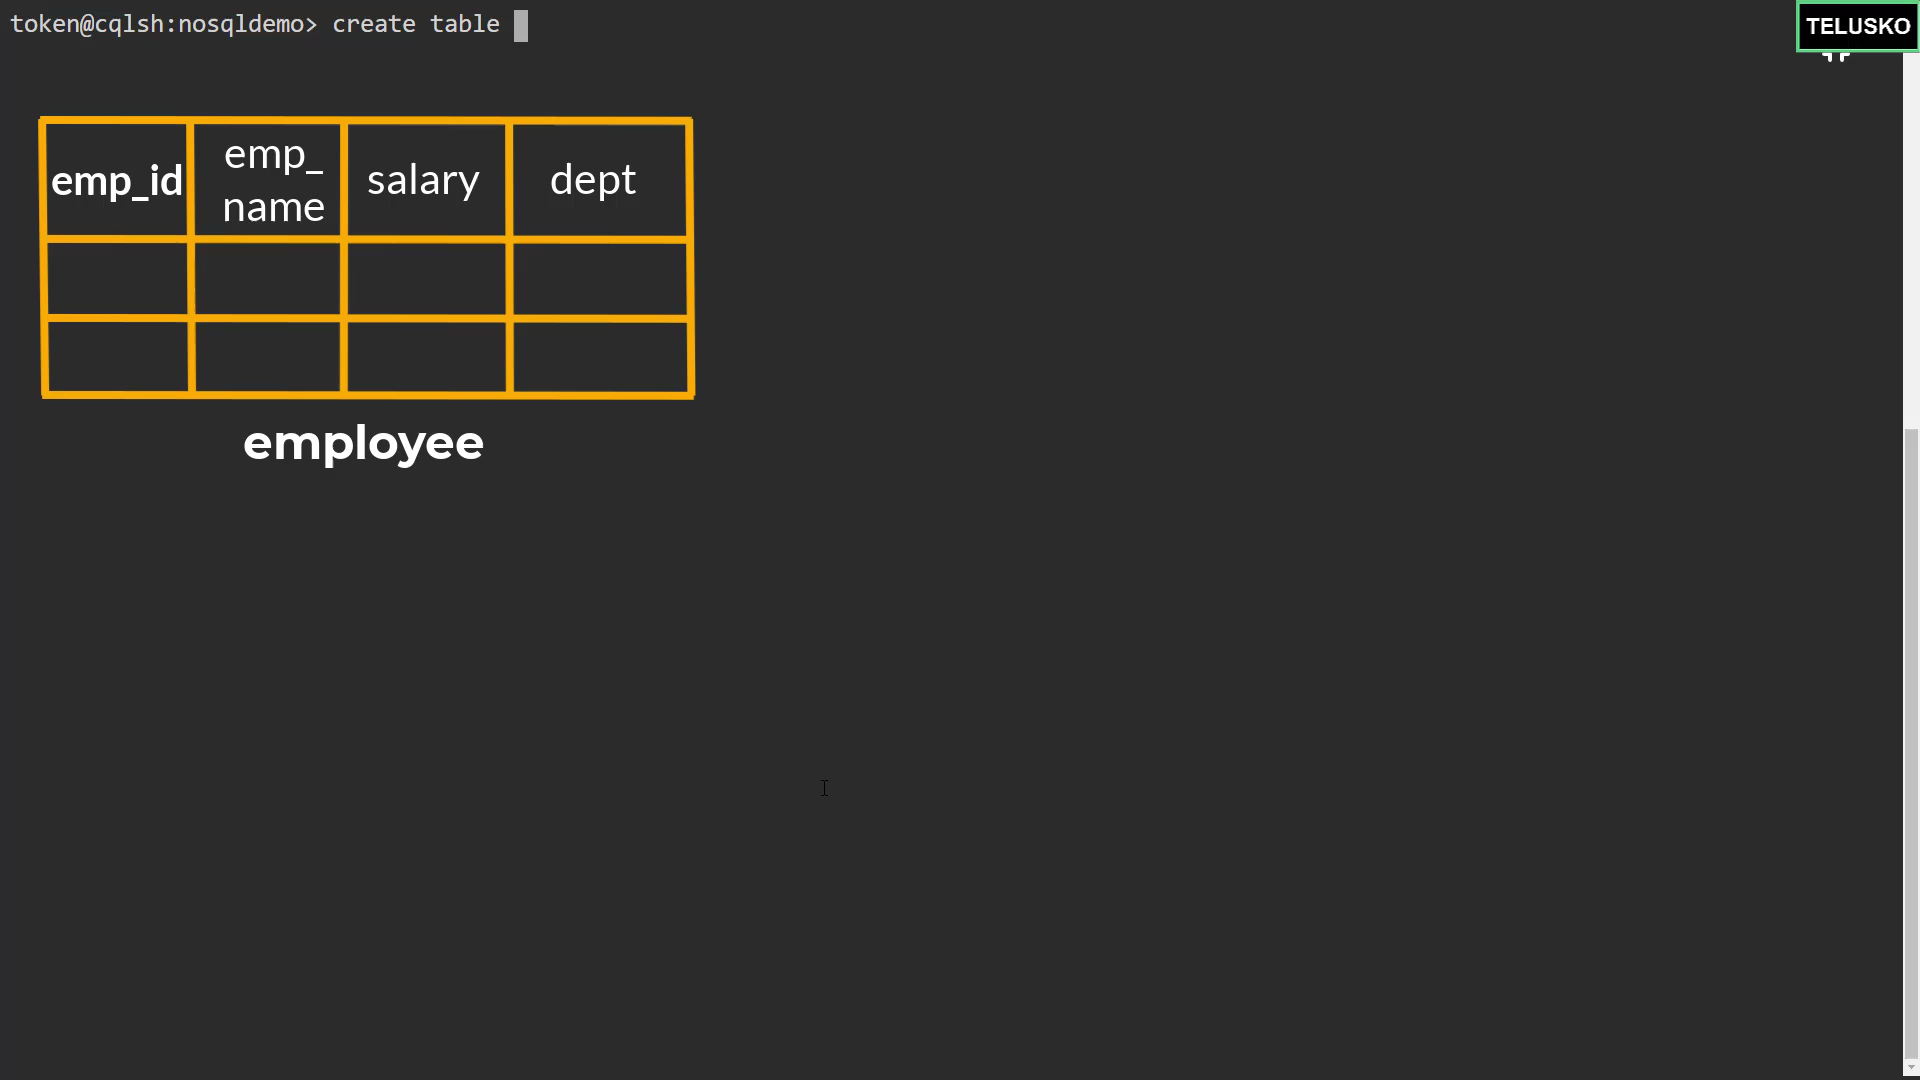 token@cqlsh:nosqldemo> create table
TELUSKO
emp_id
emp_
name
salary
dept
employee